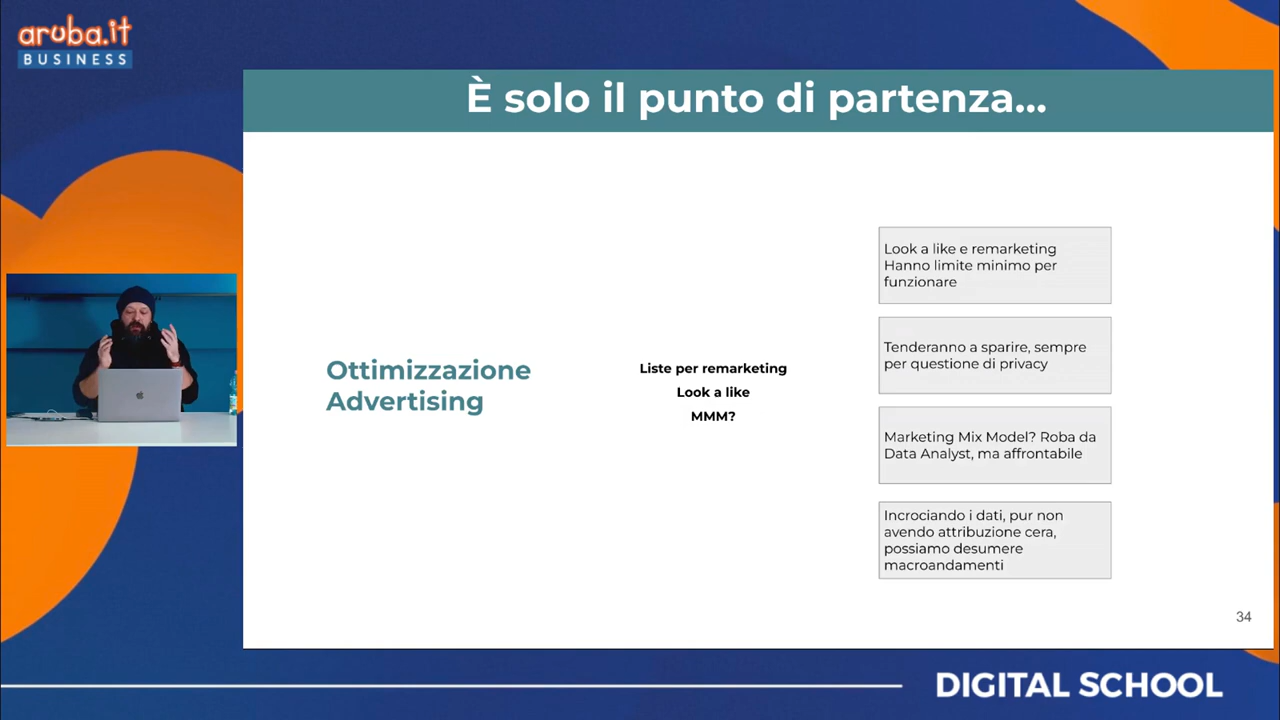 aruba.it
BUSINESS
È solo il punto di partenza...
Ottimizzazione
Advertising
Liste per remarketing
Look a like
MMM?
Look a like e remarketing
Hanno limite minimo per
funzionare
Tenderanno a sparire, sempre
per questione di privacy
Marketing Mix Model? Roba da
Data Analyst, ma affrontabile
Incrociando i dati, pur non
avendo attribuzione cera,
possiamo desumere
macroandamenti
34
DIGITAL SCHOOL